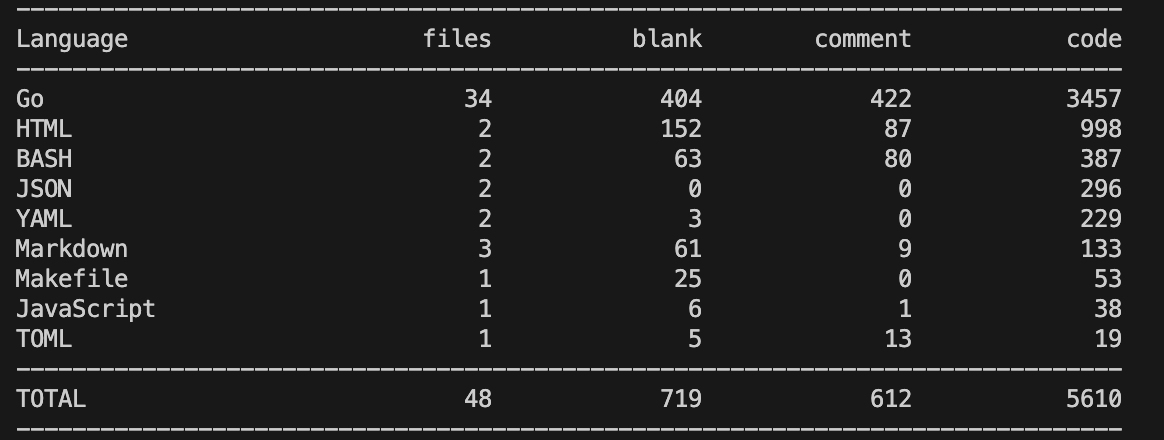 -------------------------------------------------------------------------------
Language                     files          blank        comment           code
-------------------------------------------------------------------------------
Go                              34            404            422           3457
HTML                             2            152             87            998
BASH                             2             63             80            387
JSON                             2              0              0            296
YAML                             2              3              0            229
Markdown                         3             61              9            133
Makefile                         1             25              0             53
JavaScript                       1              6              1             38
TOML                             1              5             13             19
-------------------------------------------------------------------------------
TOTAL                           48            719            612           5610
-------------------------------------------------------------------------------